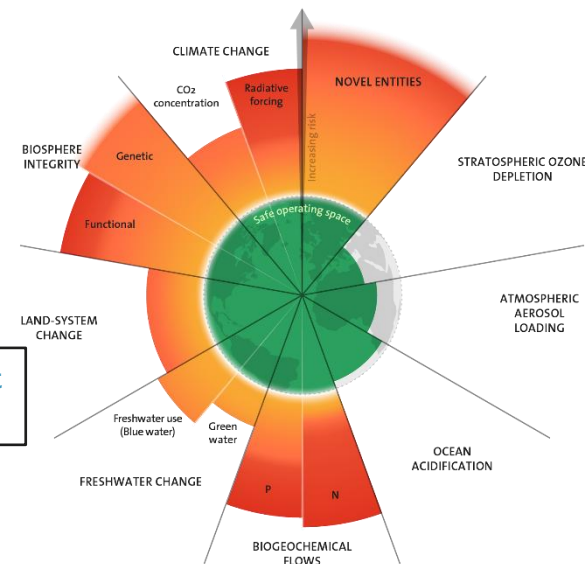 CLIMATE CHANGE
CO2
concentration
Radiative
forcing
NOVEL ENTITIES
Increasing risk
BIOSPHERE
INTEGRITY
Genetic
Functional
Safe operating space
STRATOSPHERIC OZONE
DEPLETION
ATMOSPHERIC
AEROSOL
LOADING
LAND-SYSTEM
CHANGE
Freshwater use
(Blue water)
Green
water
FRESHWATER CHANGE
P
N
OCEAN
ACIDIFICATION
BIOGEOCHEMICAL
FLOWS